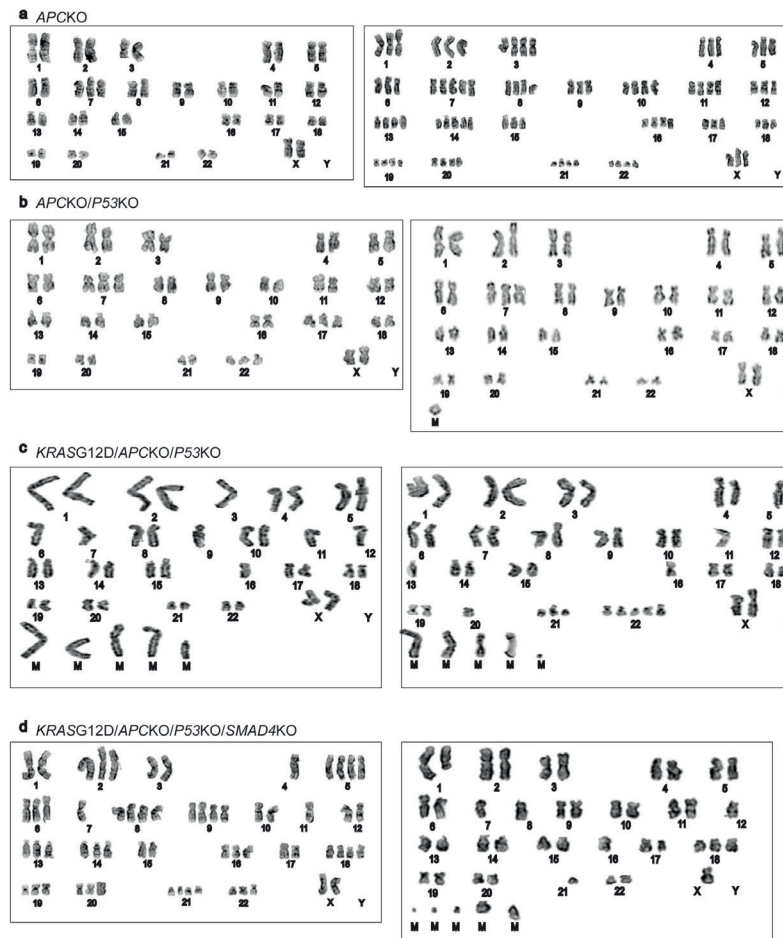 a APCKO
1 2 3 4 5
6 7 8 9 10 11 12
13 14 15 16 17 18
19 20 21 22 X Y
1 2 3 4 5
6 7 8 9 10 11 12
13 14 15 16 17 18
19 20 21 22 X Y
b APCKO/P53KO
1 2 3 4 5
6 7 8 9 10 11 12
13 14 15 16 17 18
19 20 21 22 X Y
1 2 3 4 5
6 7 8 9 10 11 12
13 14 15 16 17 18
19 20 21 22 X
M
c KRASG12D/APCKO/P53KO
1 2 3 4 5
6 7 8 9 10 11 12
13 14 15 16 17 18
19 20 21 22 X Y
M M M M M
1 2 3 4 5
6 7 8 9 10 11 12
13 14 15 16 17 18
19 20 21 22 X
M M M M M
d KRASG12D/APCKO/P53KO/SMAD4KO
1 2 3 4 5
6 7 8 9 10 11 12
13 14 15 16 17 18
19 20 21 22 X Y
1 2 3 4 5
6 7 8 9 10 11 12
13 14 15 16 17 18
19 20 21 22 X Y
M M M M M